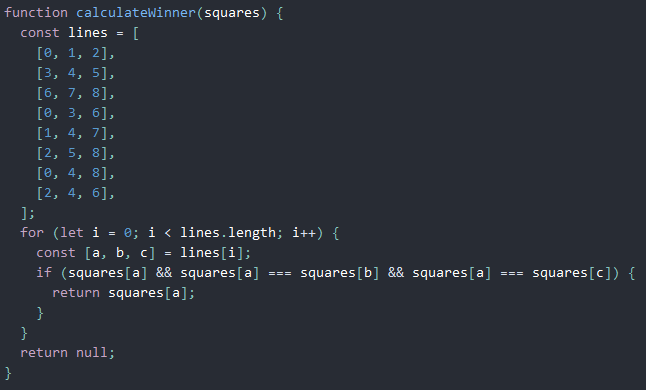 function calculateWinner(squares) {
  const lines = [
    [0, 1, 2],
    [3, 4, 5],
    [6, 7, 8],
    [0, 3, 6],
    [1, 4, 7],
    [2, 5, 8],
    [0, 4, 8],
    [2, 4, 6],
  ];
  for (let i = 0; i < lines.length; i++) {
    const [a, b, c] = lines[i];
    if (squares[a] && squares[a] === squares[b] && squares[a] === squares[c]) {
      return squares[a];
    }
  }
  return null;
}